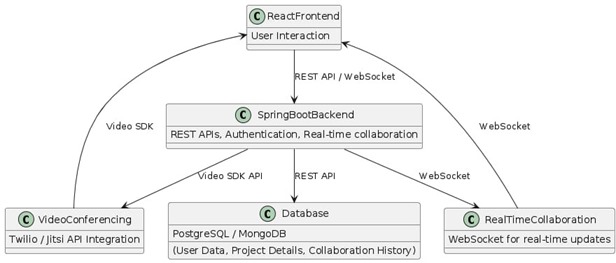 C ReactFrontend
User Interaction
REST API / WebSocket
C SpringBootBackend
REST APIs, Authentication, Real-time collaboration
Video SDK
WebSocket
Video SDK API
REST API
WebSocket
C VideoConferencing
Twilio / Jitsi API Integration
C Database
PostgreSQL / MongoDB
(User Data, Project Details, Collaboration History)
C RealTimeCollaboration
WebSocket for real-time updates